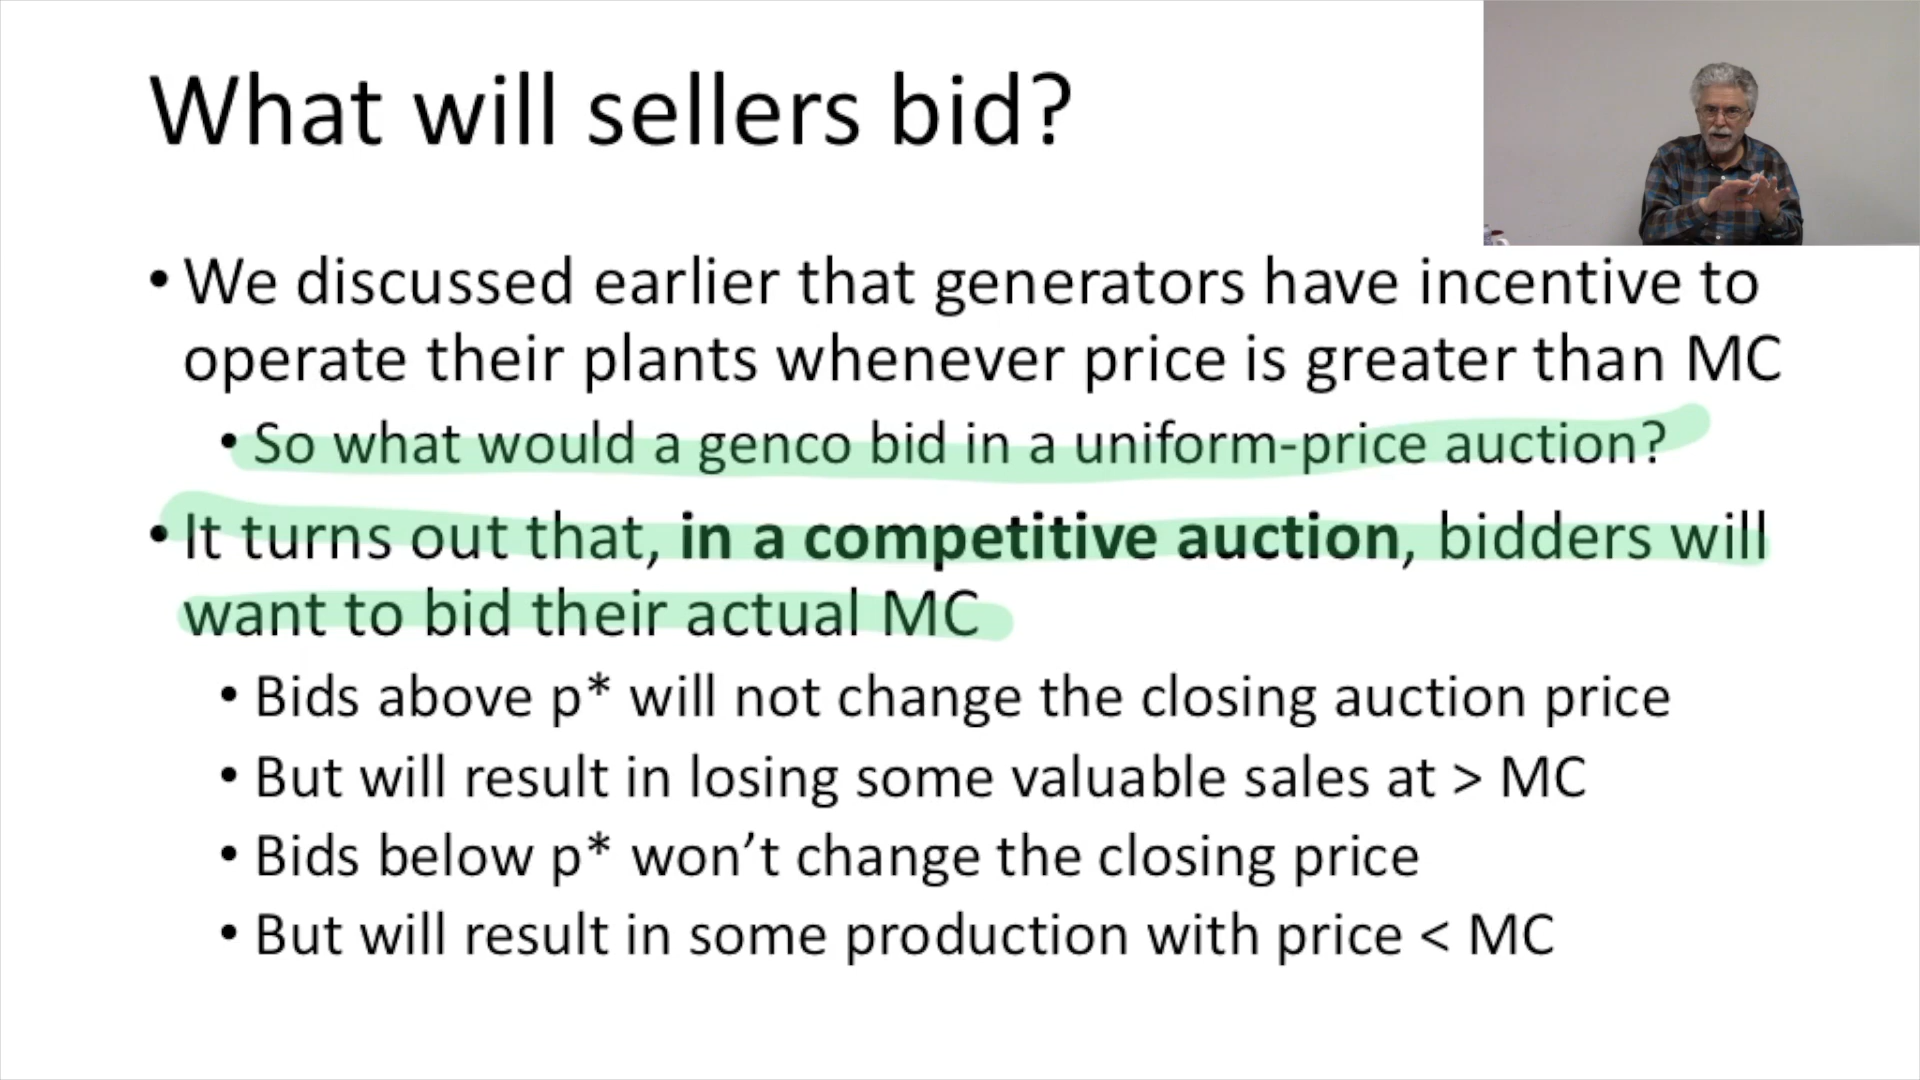 What will sellers bid?
• We discussed earlier that generators have incentive to
operate their plants whenever price is greater than MC
• So what would a genco bid in a uniform-price auction?
• It turns out that, in a competitive auction, bidders will
want to bid their actual MC
• Bids above p* will not change the closing auction price
• But will result in losing some valuable sales at > MC
• Bids below p* won’t change the closing price
• But will result in some production with price < MC